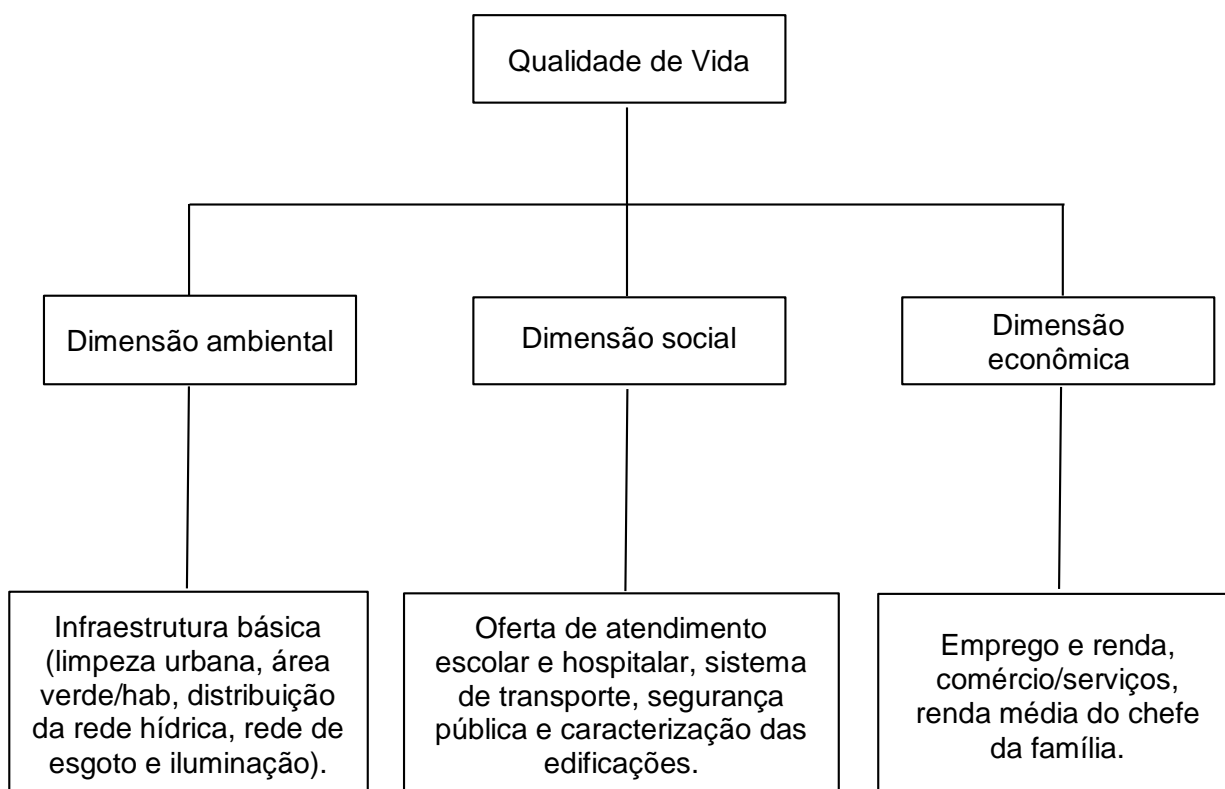 Qualidade de Vida
Dimensão ambiental
Dimensão social
Dimensão
econômica
Infraestrutura básica
(limpeza urbana, área
verde/hab, distribuição
da rede hídrica, rede de
esgoto e iluminação).
Oferta de atendimento
escolar e hospitalar, sistema
de transporte, segurança
pública e caracterização das
edificações.
Emprego e renda,
comércio/serviços,
renda média do chefe
da família.